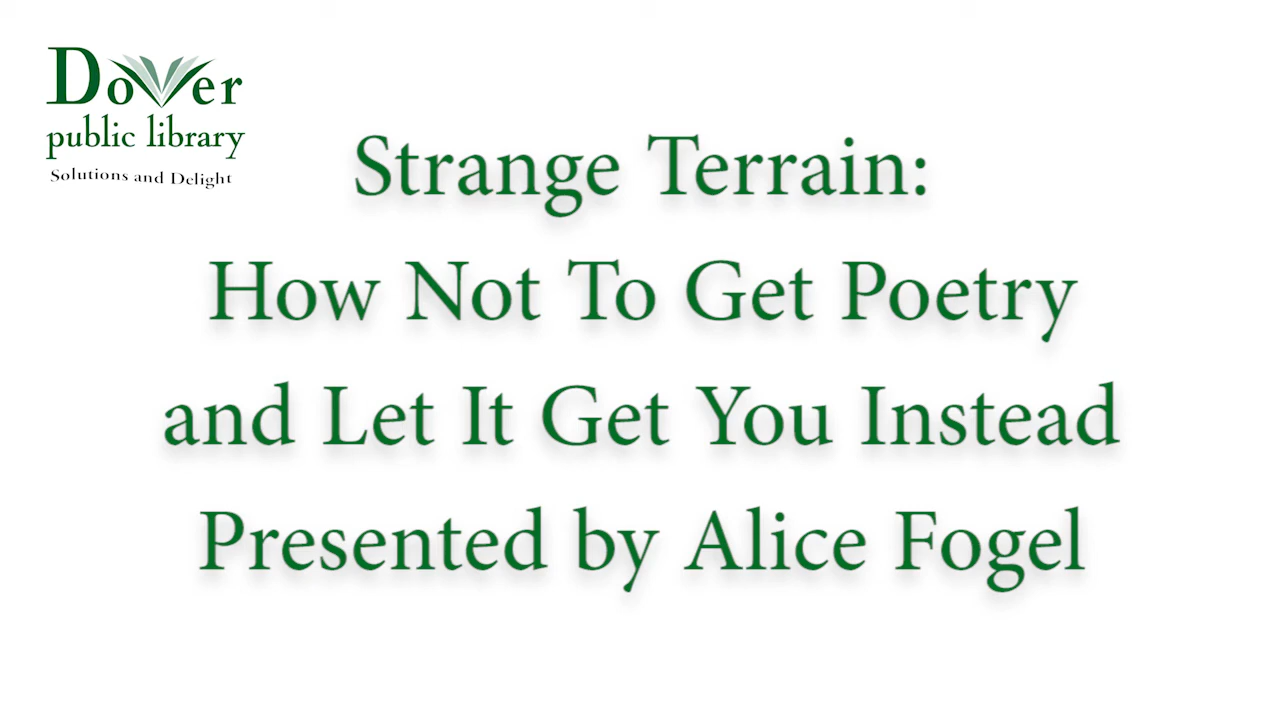 Dover
public library
Solutions and Delight
Strange Terrain:
How Not To Get Poetry
and Let It Get You Instead
Presented by Alice Fogel